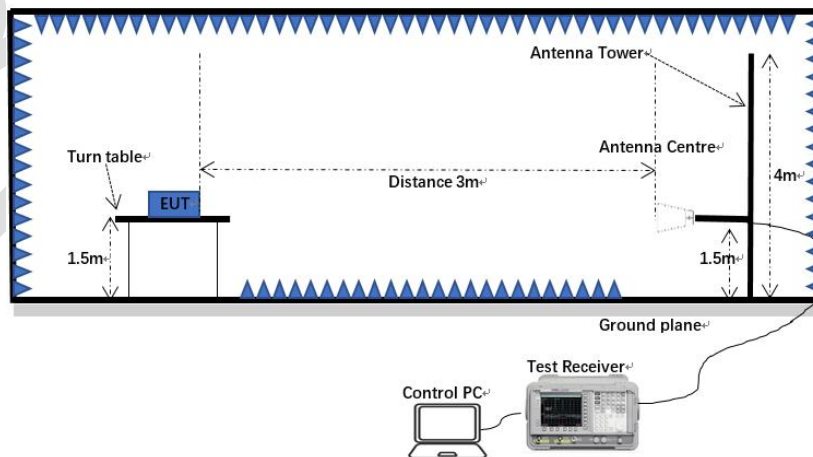 Antenna Tower
Antenna Centre
Turn table
Distance 3m
4m
EUT
1.5m
1.5m
Ground plane
Test Receiver
Control PC